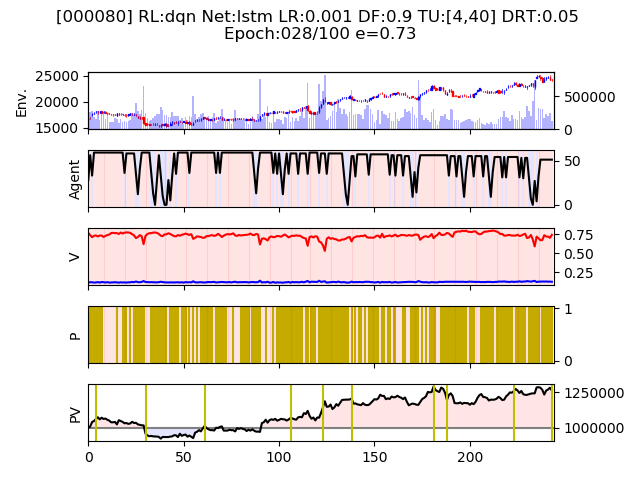 [000080] RL:dqn Net:lstm LR:0.001 DF:0.9 TU:[4,40] DRT:0.05
Epoch:028/100 e=0.73
Env.
25000
20000
15000
500000
0
Agent
50
0
V
0.75
0.50
0.25
P
1
0
PV
1250000
1000000
0 50 100 150 200